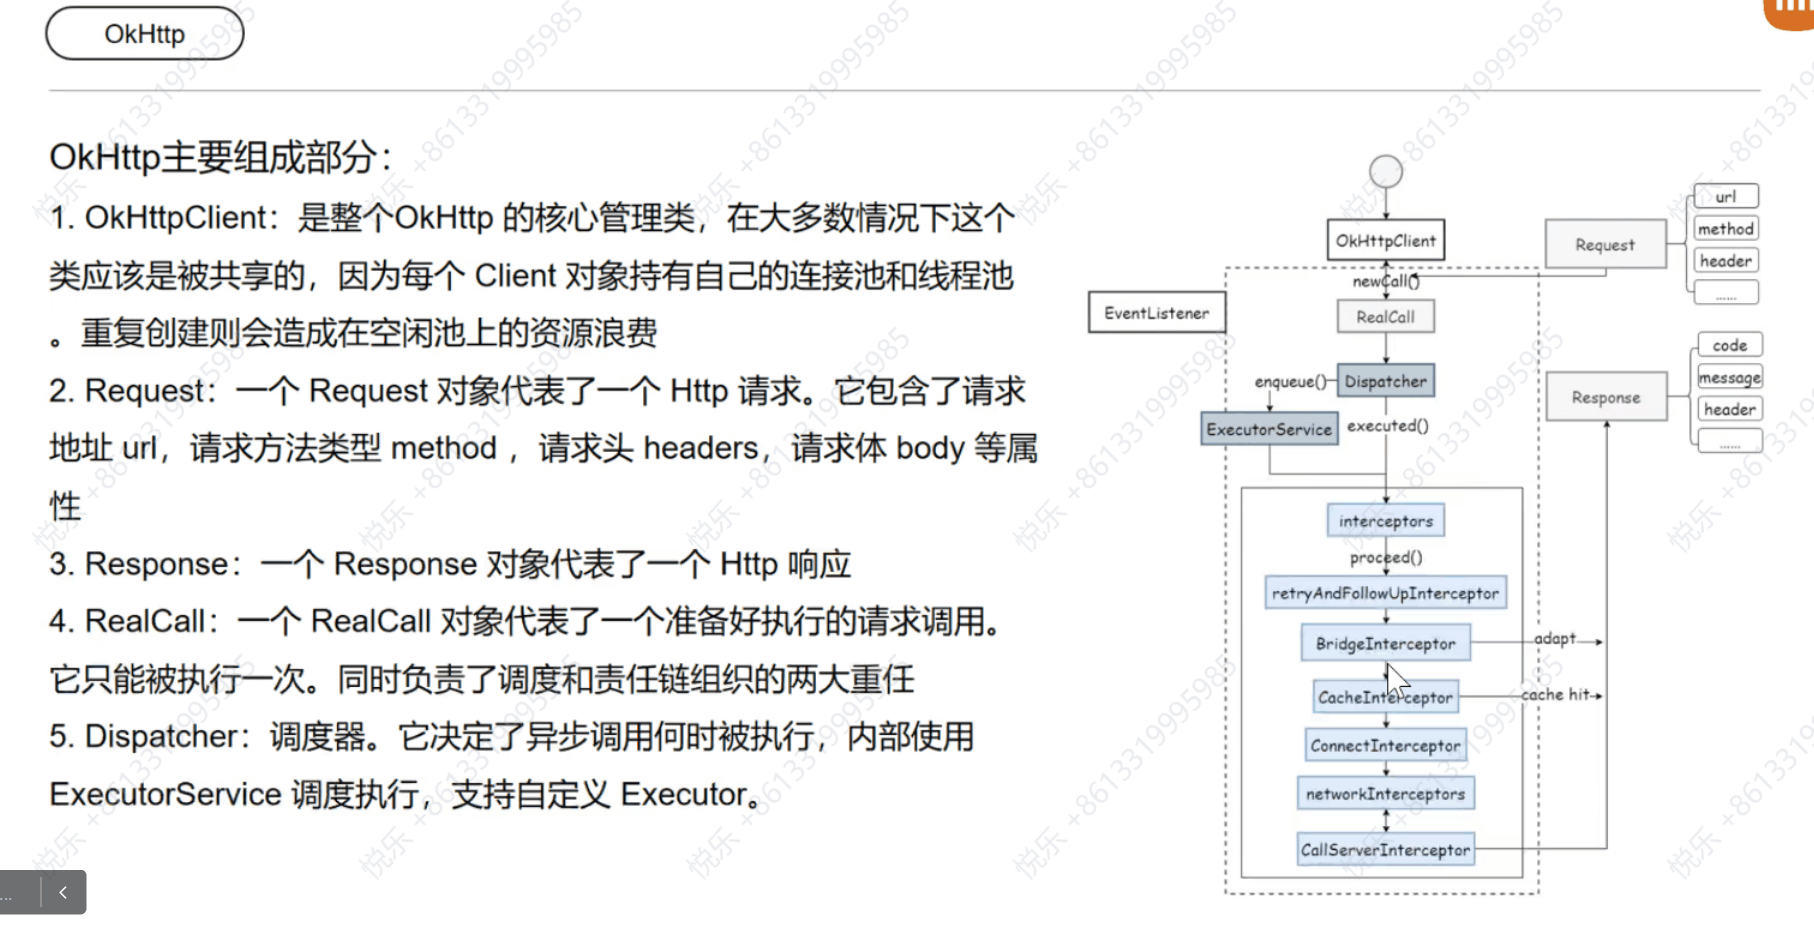 OkHttp
OkHttp主要组成部分：
1. OkHttpClient：是整个OkHttp 的核心管理类，在大多数情况下这个
类应该是被共享的，因为每个 Client 对象持有自己的连接池和线程池
。重复创建则会造成在空闲池上的资源浪费
2. Request：一个 Request 对象代表了一个 Http 请求。它包含了请求
地址 url，请求方法类型 method ，请求头 headers，请求体 body 等属
性
3. Response：一个 Response 对象代表了一个 Http 响应
4. RealCall：一个 RealCall 对象代表了一个准备好执行的请求调用。
它只能被执行一次。同时负责了调度和责任链组织的两大重任
5. Dispatcher：调度器。它决定了异步调用何时被执行，内部使用
ExecutorService 调度执行，支持自定义 Executor。
OkHttpClient
newCall()
EventListener
RealCall
enqueue()
Dispatcher
ExecutorService
executed()
interceptors
proceed()
retryAndFollowUpInterceptor
BridgeInterceptor
adapt
CacheInterceptor
cache hit
ConnectInterceptor
networkInterceptors
CallServerInterceptor
Request
url
method
header
......
Response
code
message
header
......
悦乐 +8613319995985
...